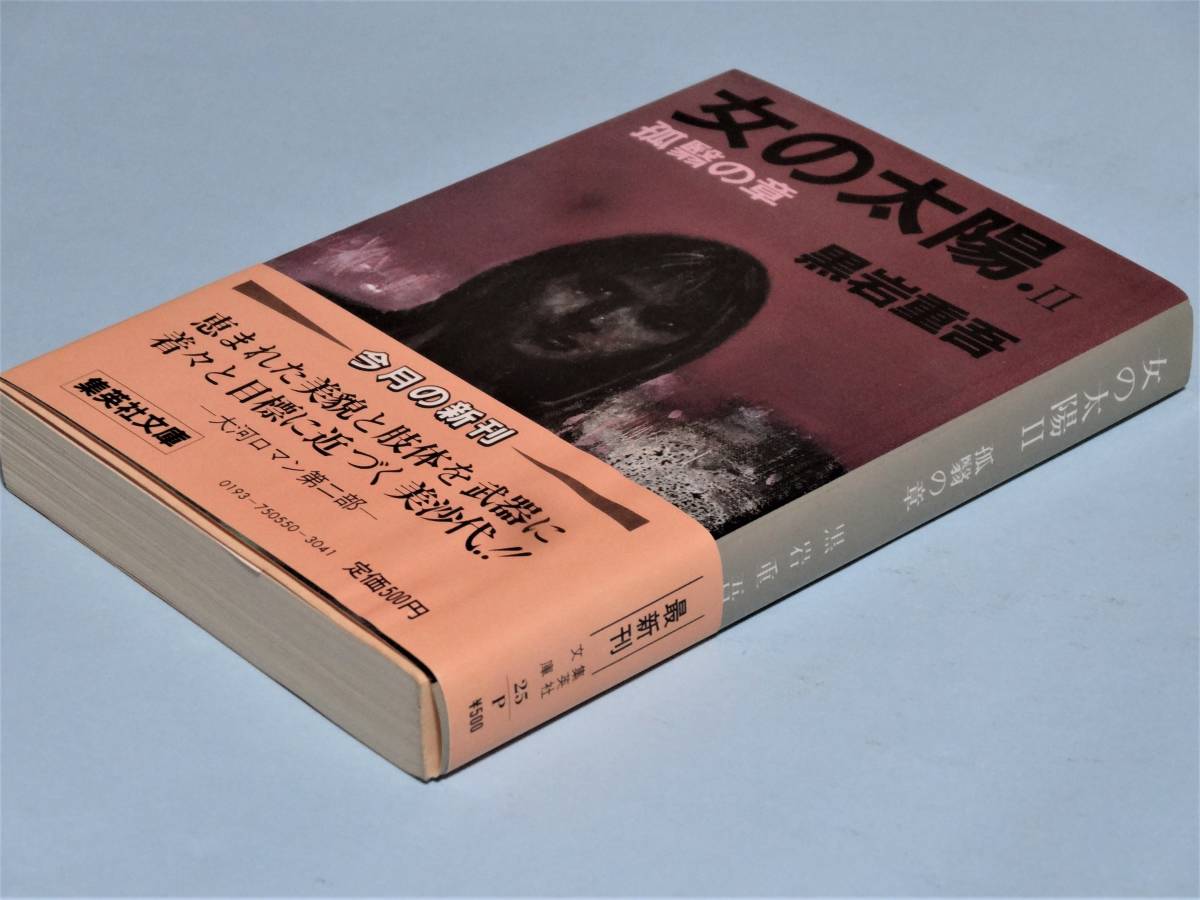 女の太陽・II
孤翳の章
黒岩重吾
今月の新刊
恵まれた美貌と肢体を武器に
着々と目標に近づく美沙代!!
—大河ロマン第二部—
集英社文庫
0193-750550-3041
定価500円
女の太陽II 孤翳の章 黒岩重吾
最新刊
集英社
文庫
25
P
¥500